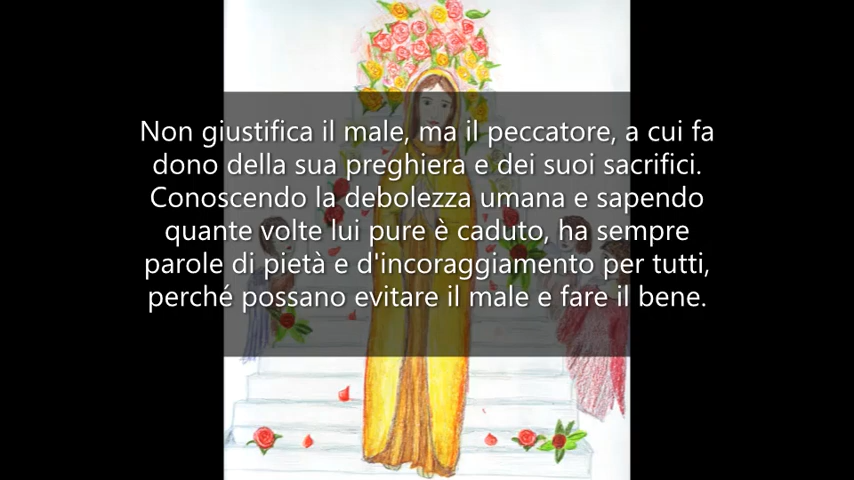 Non giustifica il male, ma il peccatore, a cui fa
dono della sua preghiera e dei suoi sacrifici.
Conoscendo la debolezza umana e sapendo
quante volte lui pure è caduto, ha sempre
parole di pietà e d'incoraggiamento per tutti,
perché possano evitare il male e fare il bene.